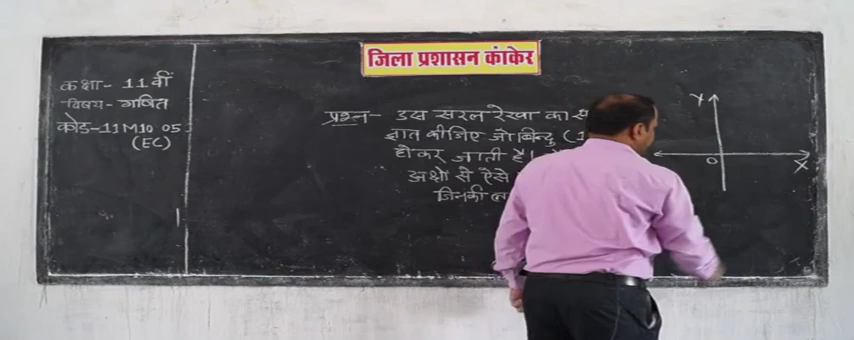 जिला प्रशासन कांकेर
कक्षा- 11वीं
विषय- गणित
कोड-11M10 05
(EC)
प्रश्न- उस सरल रेखा का स
ज्ञात कीजिए जो बिन्दु (1
होकर जाती है।
अक्षो से ऐसे
जिनकी
Y
O
X